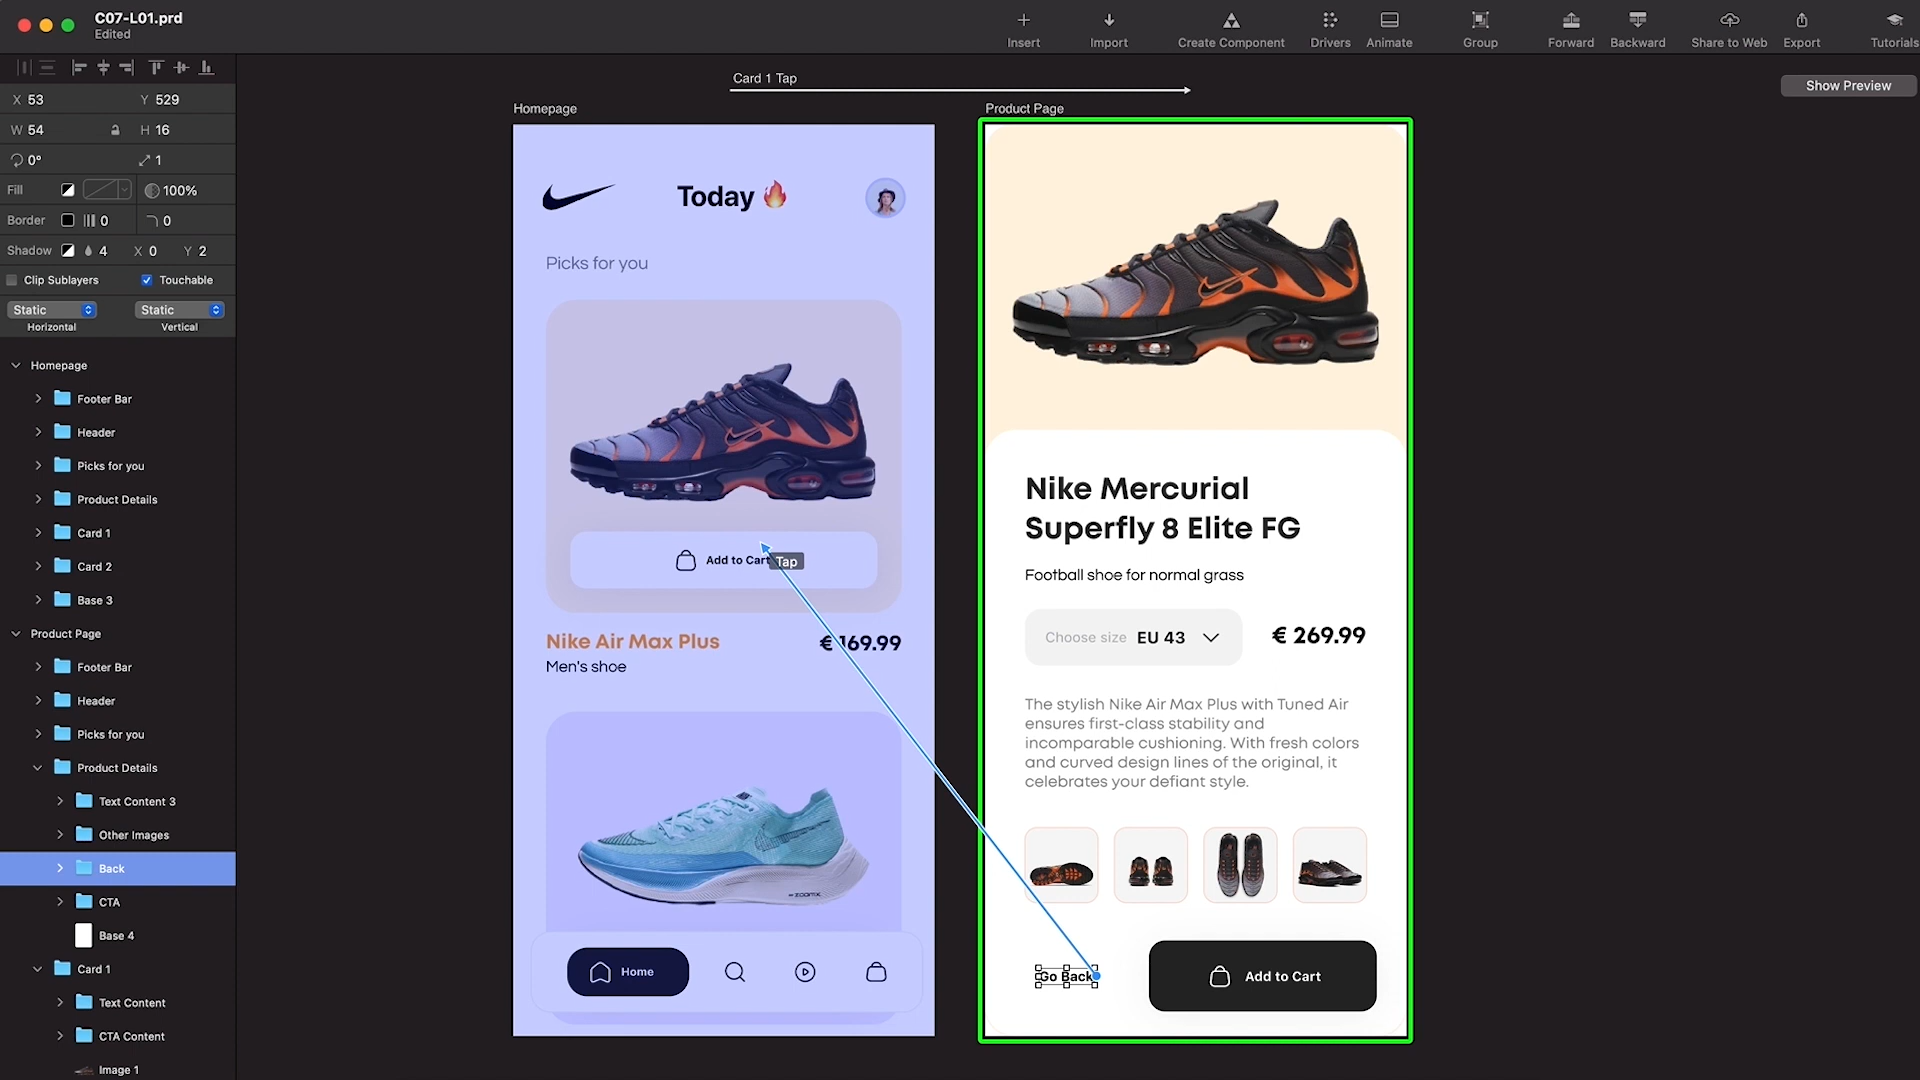 C07-L01.prd
Edited
Insert
Import
Create Component
Drivers
Animate
Group
Forward
Backward
Share to Web
Export
Tutorials
X 53 Y 529
W 54 H 16
0° 1
Fill 100%
Border 0 0
Shadow 4 X 0 Y 2
Clip Sublayers Touchable
Static Static
Horizontal Vertical
Homepage
Footer Bar
Header
Picks for you
Product Details
Card 1
Card 2
Base 3
Product Page
Footer Bar
Header
Picks for you
Product Details
Text Content 3
Other Images
Back
CTA
Base 4
Card 1
Text Content
CTA Content
Image 1
Card 1 Tap
Show Preview
Homepage
Today
Picks for you
Add to Cart
Tap
Nike Air Max Plus € 169.99
Men's shoe
ZOOMX
Home
Product Page
Nike Mercurial
Superfly 8 Elite FG
Football shoe for normal grass
Choose size EU 43 € 269.99
The stylish Nike Air Max Plus with Tuned Air
ensures first-class stability and
incomparable cushioning. With fresh colors
and curved design lines of the original, it
celebrates your defiant style.
Go Back
Add to Cart